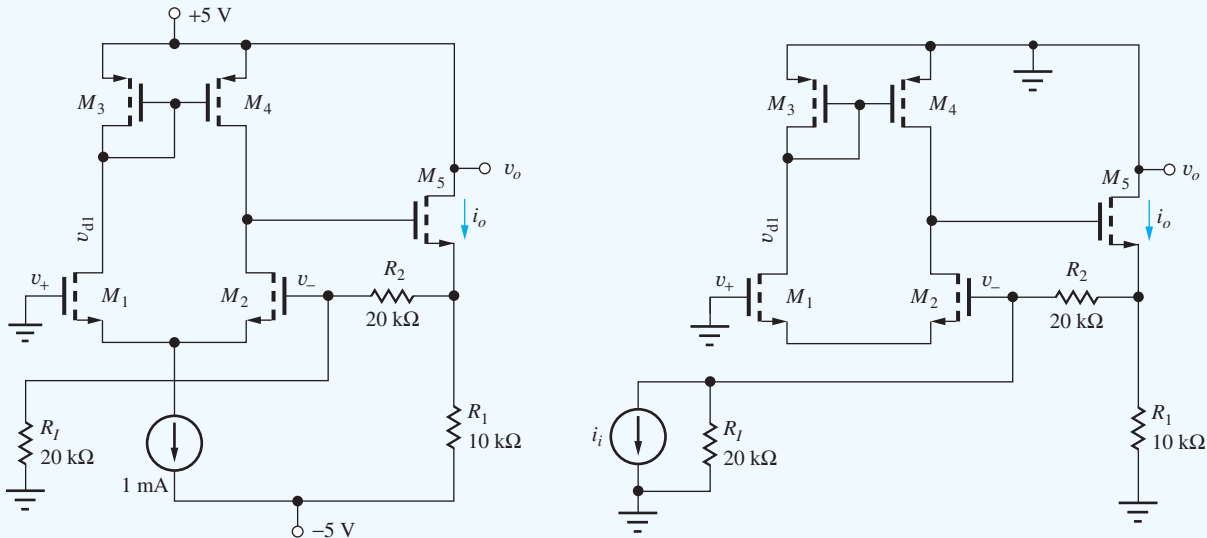 +5 V
M3
M4
M5
vo
io
vd1
v+
M1
M2
v−
R2
20 kΩ
RI
20 kΩ
1 mA
R1
10 kΩ
−5 V
M3
M4
M5
vo
io
vd1
v+
M1
M2
v−
R2
20 kΩ
ii
RI
20 kΩ
R1
10 kΩ